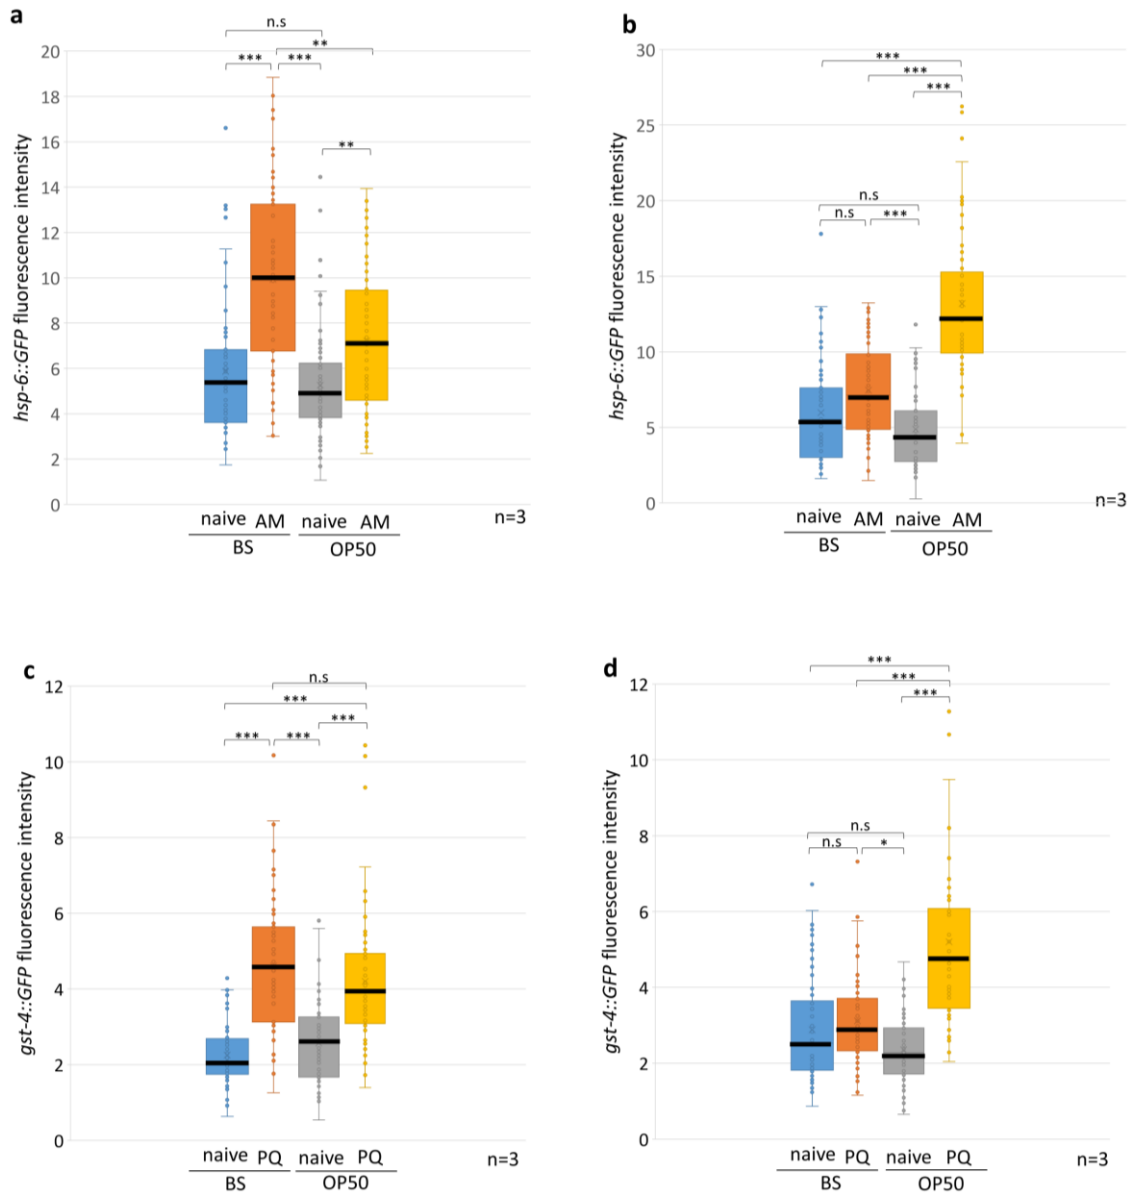 a
n.s
**
*** ***
**
20
18
16
14
12
10
8
6
4
2
0
hsp-6::GFP fluorescence intensity
naive AM naive AM
BS OP50
n=3
b
***
***
***
n.s
n.s ***
30
25
20
15
10
5
0
hsp-6::GFP fluorescence intensity
naive AM naive AM
BS OP50
n=3
c
n.s
***
***
*** ***
12
10
8
6
4
2
0
gst-4::GFP fluorescence intensity
naive PQ naive PQ
BS OP50
n=3
d
***
***
***
n.s
n.s *
12
10
8
6
4
2
0
gst-4::GFP fluorescence intensity
naive PQ naive PQ
BS OP50
n=3